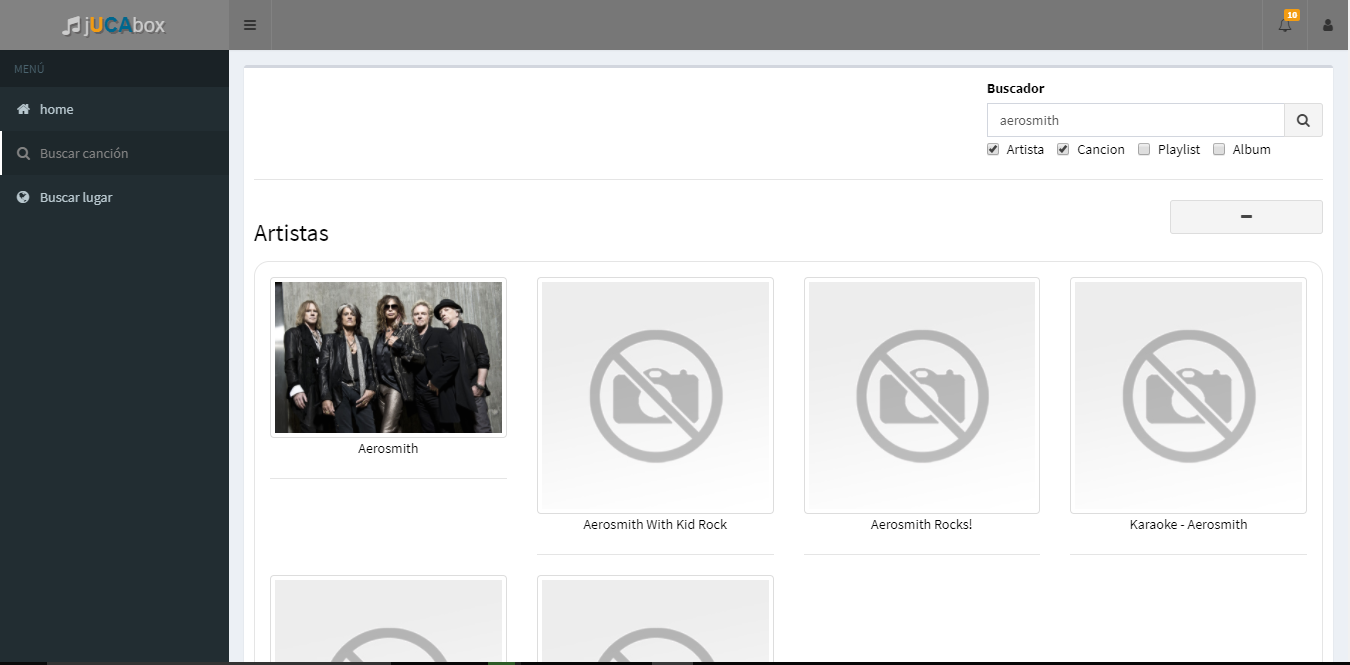 jUCAbox
10
MENÚ
home
Buscar canción
Buscar lugar
Buscador
aerosmith
Artista Cancion Playlist Album
Artistas
Aerosmith
Aerosmith With Kid Rock
Aerosmith Rocks!
Karaoke - Aerosmith